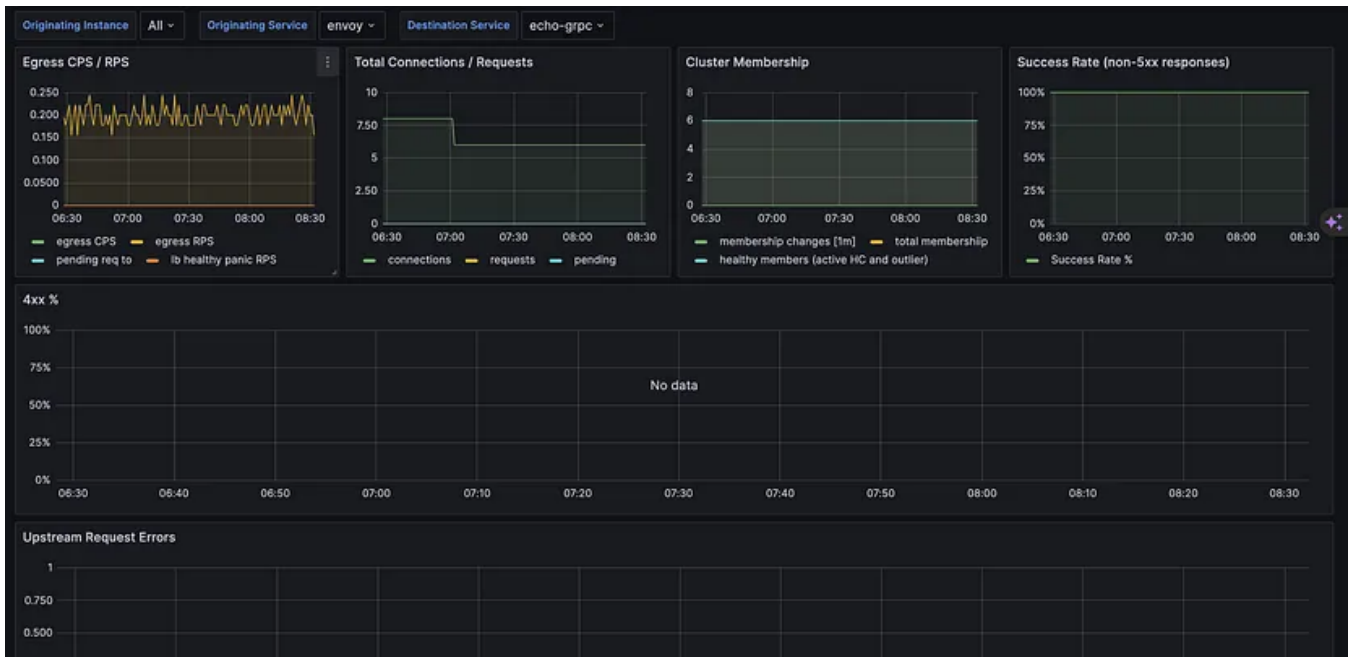 Originating Instance All Originating Service envoy Destination Service echo-grpc
Egress CPS / RPS
0.250
0.200
0.150
0.100
0.0500
0
06:30 07:00 07:30 08:00 08:30
egress CPS egress RPS
pending req to lb healthy panic RPS
Total Connections / Requests
10
7.50
5
2.50
0
06:30 07:00 07:30 08:00 08:30
connections requests pending
Cluster Membership
8
6
4
2
0
06:30 07:00 07:30 08:00 08:30
membership changes [1m] total membershiip
healthy members (active HC and outlier)
Success Rate (non-5xx responses)
100%
75%
50%
25%
0%
06:30 07:00 07:30 08:00 08:30
Success Rate %
4xx %
100%
75%
No data
50%
25%
0%
06:30 06:40 06:50 07:00 07:10 07:20 07:30 07:40 07:50 08:00 08:10 08:20 08:30
Upstream Request Errors
1
0.750
0.500